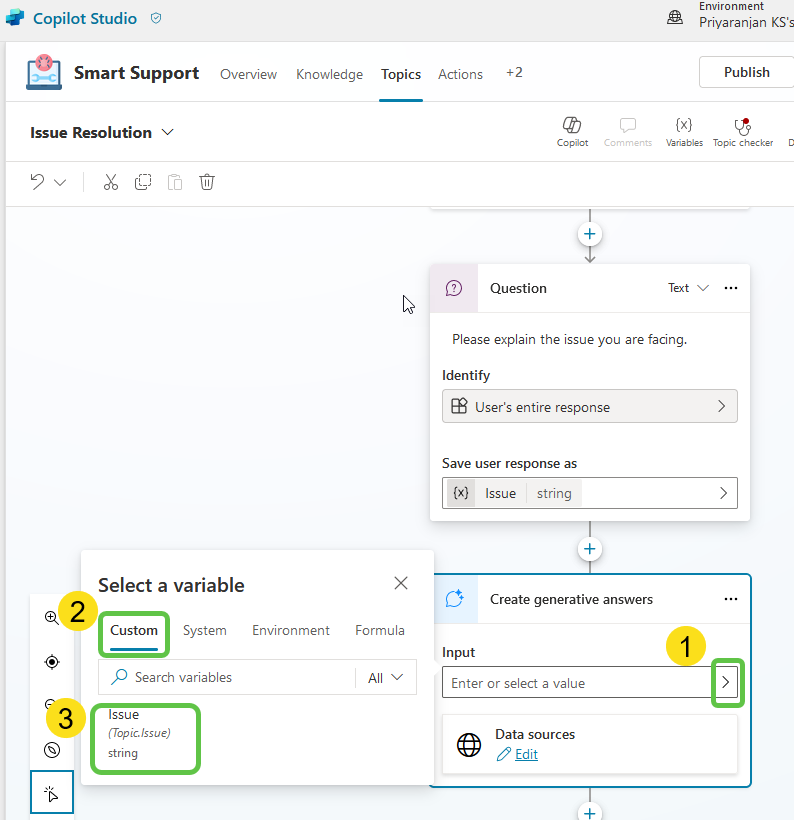 Copilot Studio
Environment
Priyaranjan KS's
Smart Support
Overview
Knowledge
Topics
Actions
+2
Publish
Issue Resolution
Copilot
Comments
{x}
Variables
Topic checker
D
Question
Text
Please explain the issue you are facing.
Identify
User's entire response
Save user response as
{x} Issue string
Select a variable
2
Custom
System
Environment
Formula
Search variables
All
3
Issue
(Topic.Issue)
string
Create generative answers
1
Input
Enter or select a value
Data sources
Edit